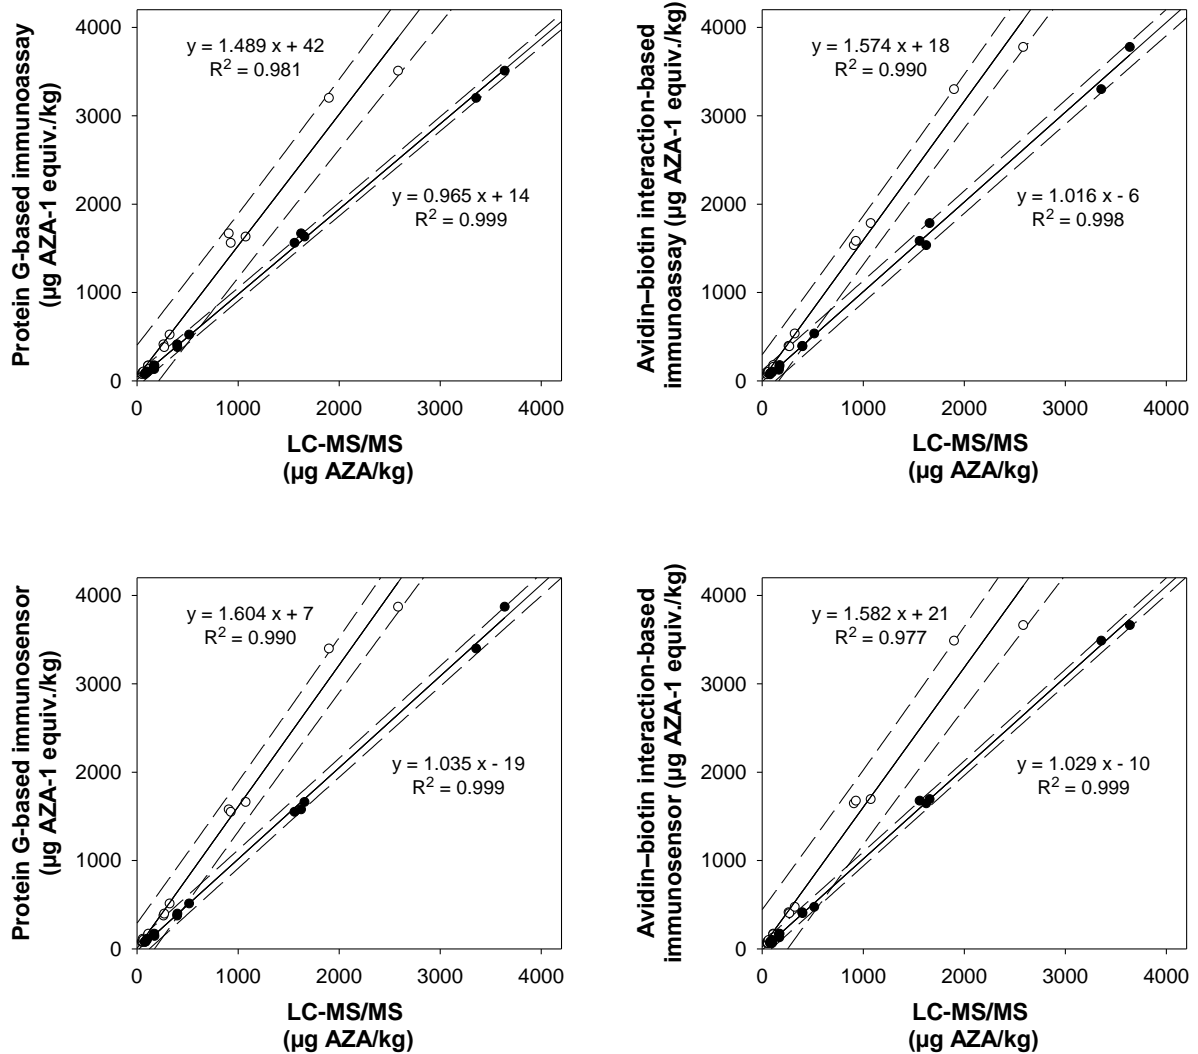 Protein G-based immunoassay
(µg AZA-1 equiv./kg)
4000
3000
2000
1000
0
y = 1.489 x + 42
R² = 0.981
y = 0.965 x + 14
R² = 0.999
0 1000 2000 3000 4000
LC-MS/MS
(µg AZA/kg)
Avidin–biotin interaction-based
immunoassay (µg AZA-1 equiv./kg)
4000
3000
2000
1000
0
y = 1.574 x + 18
R² = 0.990
y = 1.016 x - 6
R² = 0.998
0 1000 2000 3000 4000
LC-MS/MS
(µg AZA/kg)
Protein G-based immunosensor
(µg AZA-1 equiv./kg)
4000
3000
2000
1000
0
y = 1.604 x + 7
R² = 0.990
y = 1.035 x - 19
R² = 0.999
0 1000 2000 3000 4000
LC-MS/MS
(µg AZA/kg)
Avidin–biotin interaction-based
immunosensor (µg AZA-1 equiv./kg)
4000
3000
2000
1000
0
y = 1.582 x + 21
R² = 0.977
y = 1.029 x - 10
R² = 0.999
0 1000 2000 3000 4000
LC-MS/MS
(µg AZA/kg)